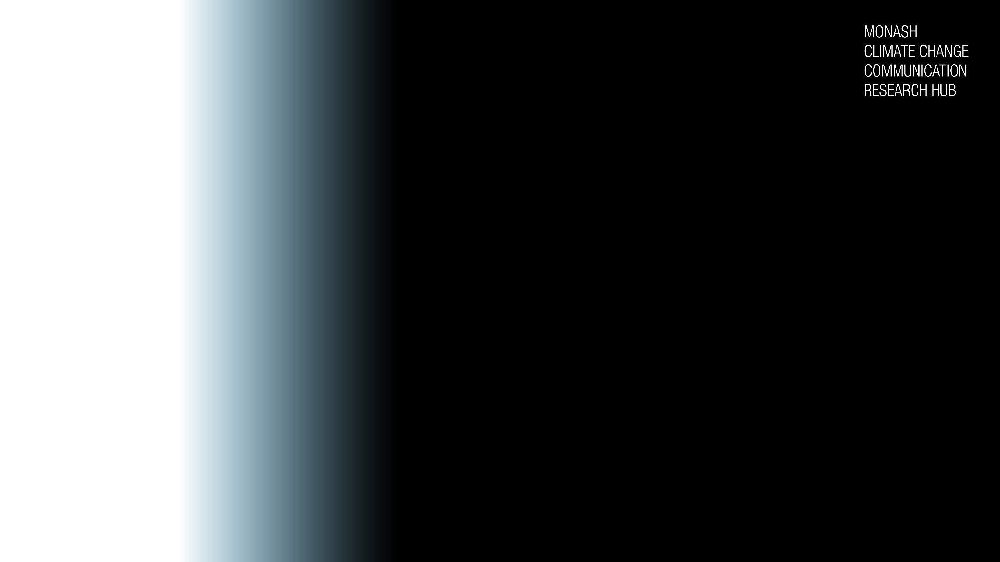 MONASH
CLIMATE CHANGE
COMMUNICATION
RESEARCH HUB